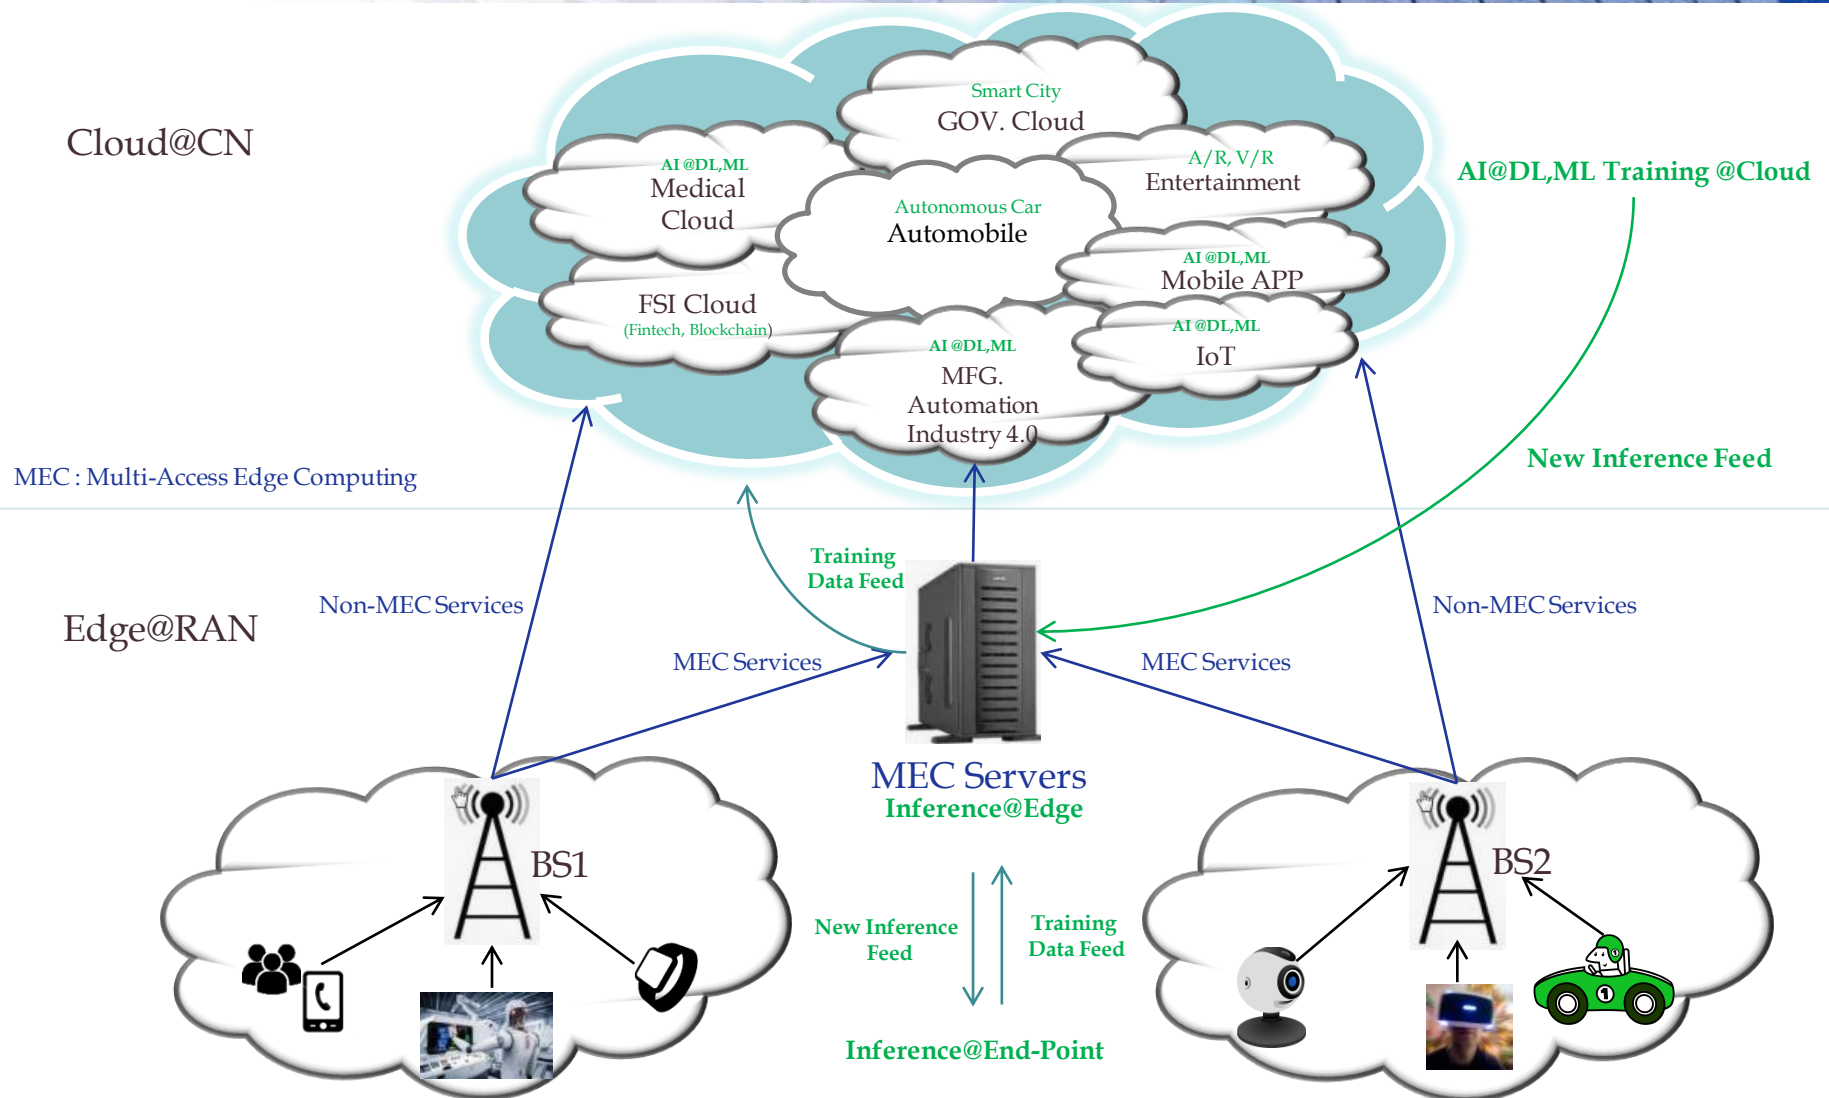 Smart City
GOV. Cloud
Cloud@CN
AI @DL,ML
Medical
Cloud
A/R, V/R
Entertainment
AI@DL,ML Training @Cloud
Autonomous Car
Automobile
AI @DL,ML
Mobile APP
FSI Cloud
(Fintech, Blockchain)
AI @DL,ML
IoT
AI @DL,ML
MFG.
Automation
Industry 4.0
New Inference Feed
MEC : Multi-Access Edge Computing
Training
Data Feed
Non-MEC Services
Non-MEC Services
Edge@RAN
MEC Services
MEC Services
MEC Servers
Inference@Edge
BS1
BS2
New Inference
Feed
Training
Data Feed
1
1
Inference@End-Point